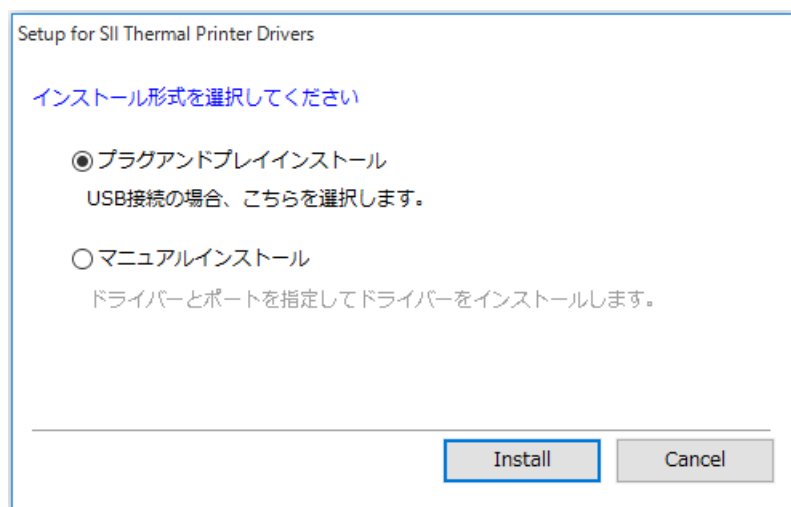 Setup for SII Thermal Printer Drivers
インストール形式を選択してください
プラグアンドプレイインストール
USB接続の場合、こちらを選択します。
マニュアルインストール
ドライバーとポートを指定してドライバーをインストールします。
Install
Cancel